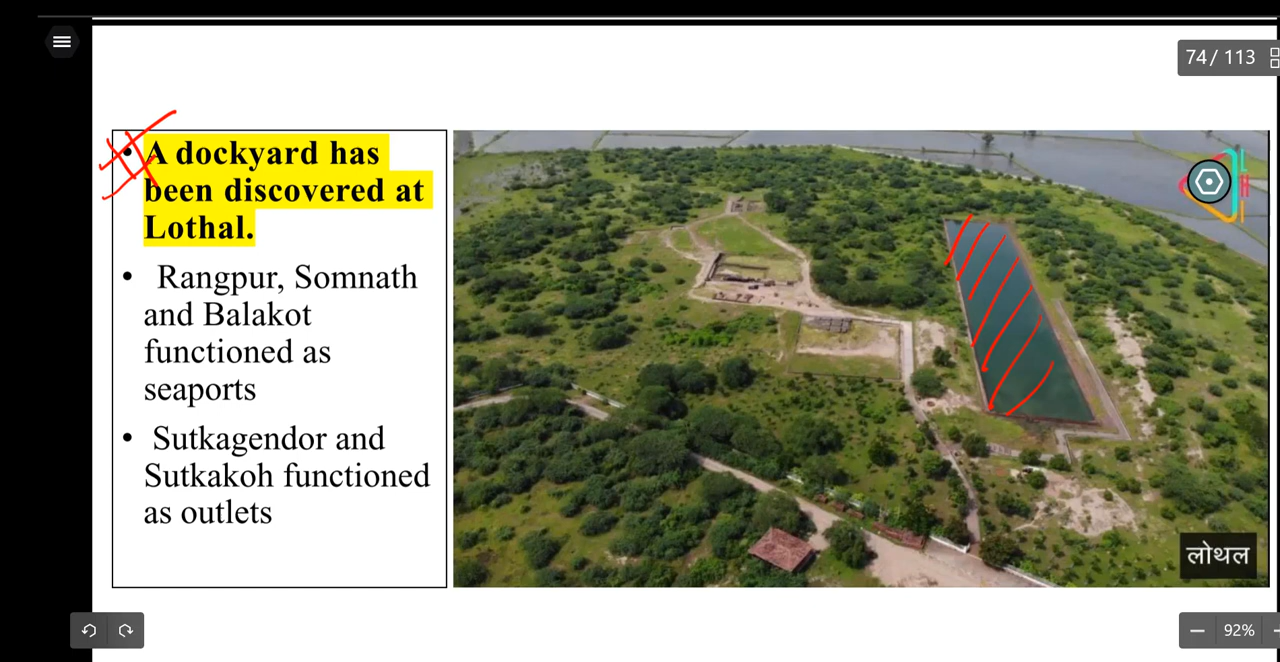 74/ 113
• A dockyard has
been discovered at
Lothal.
• Rangpur, Somnath
and Balakot
functioned as
seaports
• Sutkagendor and
Sutkakoh functioned
as outlets
लोथल
92%